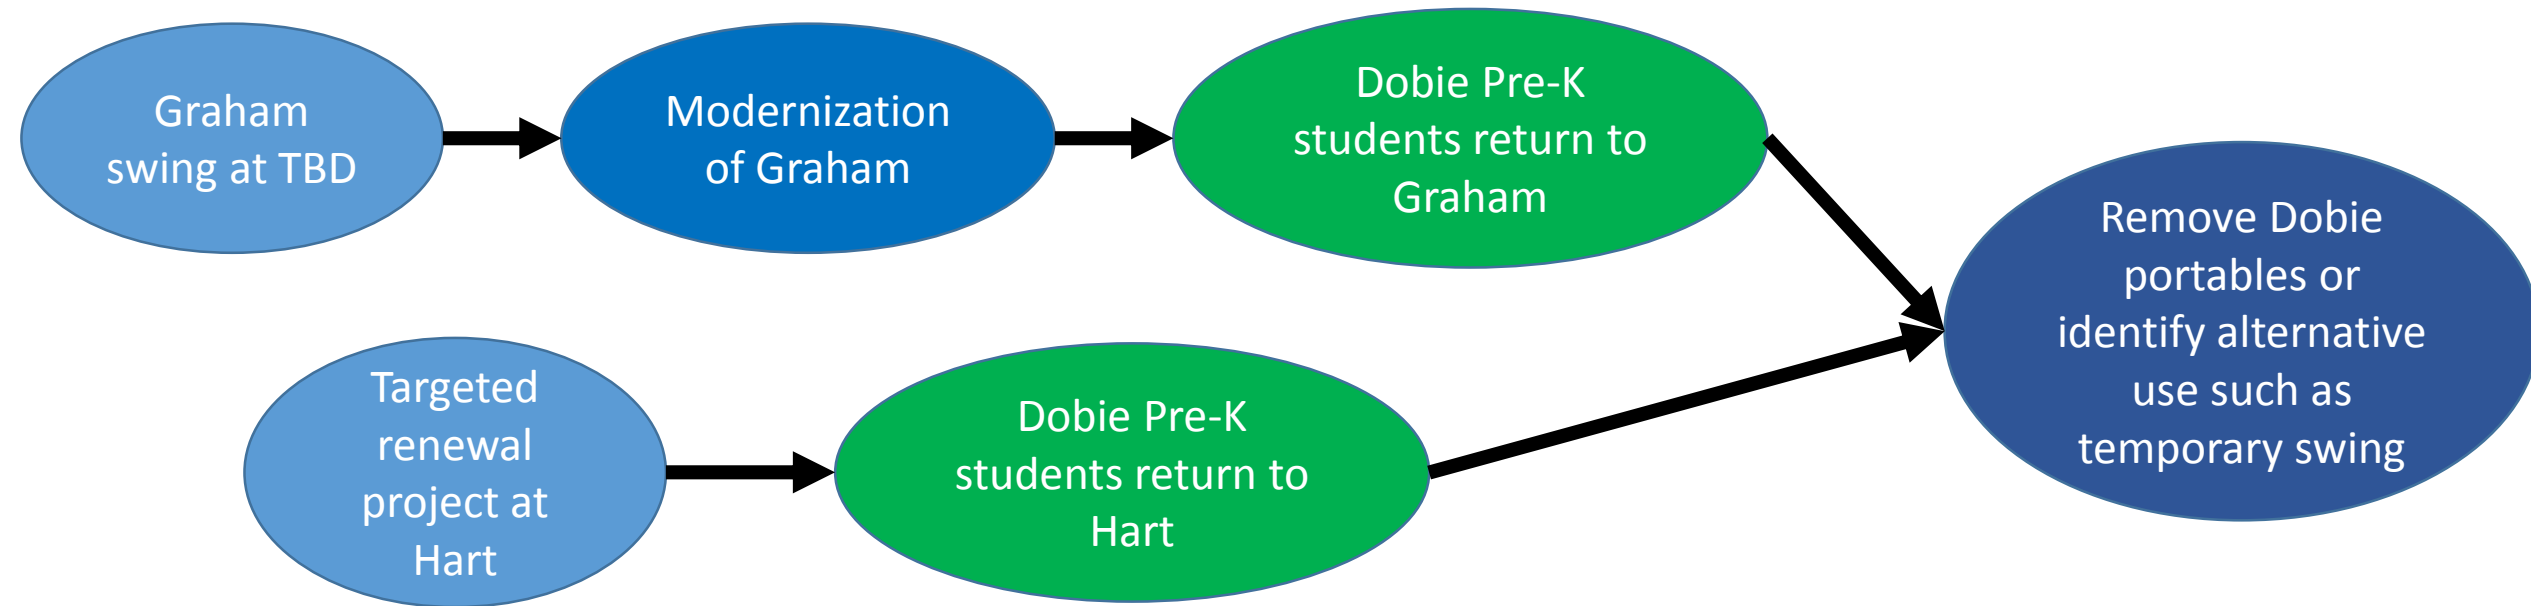 Graham
swing at TBD
Modernization
of Graham
Dobie Pre-K
students return to
Graham
Remove Dobie
portables or
identify alternative
use such as
temporary swing
Targeted
renewal
project at
Hart
Dobie Pre-K
students return to
Hart